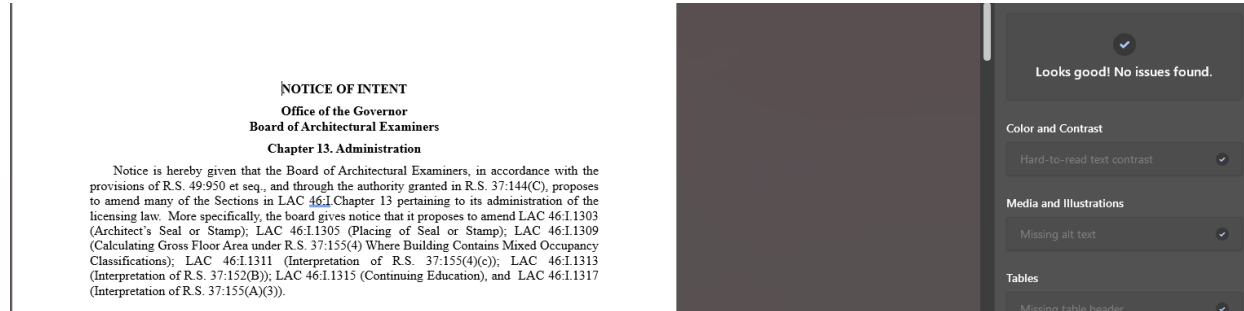 NOTICE OF INTENT
Office of the Governor
Board of Architectural Examiners
Chapter 13. Administration
Notice is hereby given that the Board of Architectural Examiners, in accordance with the
provisions of R.S. 49:950 et seq., and through the authority granted in R.S. 37:144(C), proposes
to amend many of the Sections in LAC 46:I.Chapter 13 pertaining to its administration of the
licensing law.  More specifically, the board gives notice that it proposes to amend LAC 46:I.1303
(Architect's Seal or Stamp); LAC 46:I.1305 (Placing of Seal or Stamp); LAC 46:I.1309
(Calculating Gross Floor Area under R.S. 37:155(4) Where Building Contains Mixed Occupancy
Classifications); LAC 46:I.1311 (Interpretation of R.S. 37:155(4)(c)); LAC 46:I.1313
(Interpretation of R.S. 37:152(B)); LAC 46:I.1315 (Continuing Education), and  LAC 46:I.1317
(Interpretation of R.S. 37:155(A)(3)).
Looks good! No issues found.
Color and Contrast
Hard-to-read text contrast
Media and Illustrations
Missing alt text
Tables
Missing table header